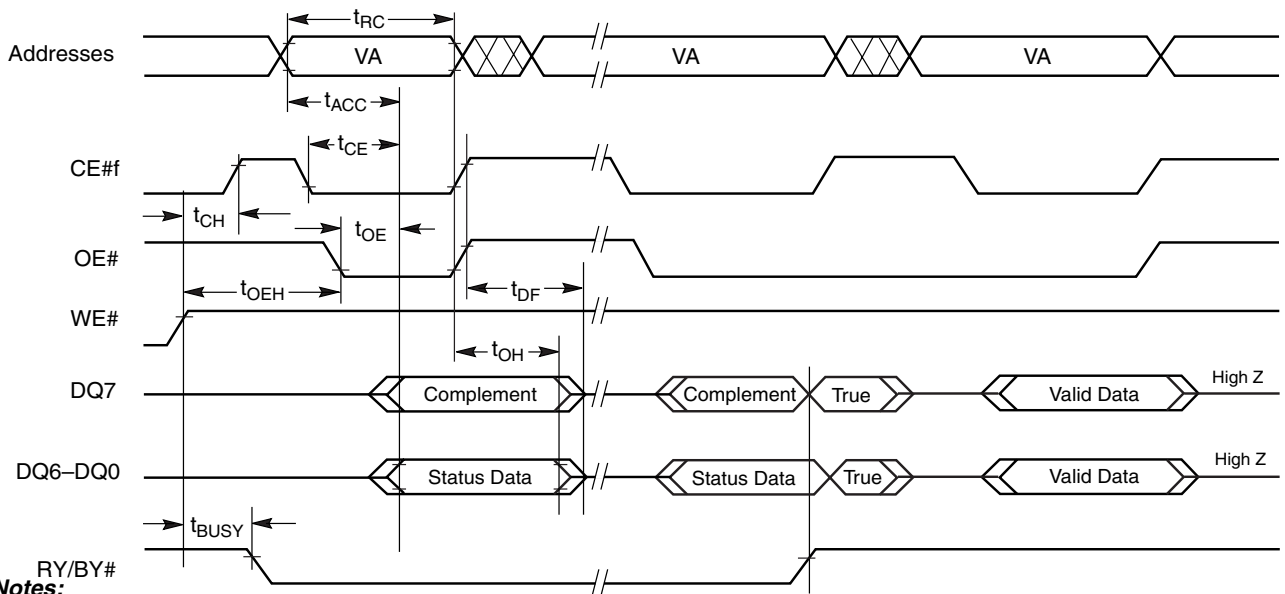 tRC
Addresses VA VA VA
tACC
tCE
CE#f
tCH tOE
OE#
tOEH tDF
WE#
tOH
DQ7 Complement Complement True Valid Data High Z
DQ6–DQ0 Status Data Status Data True Valid Data High Z
tBUSY
RY/BY#
Notes: